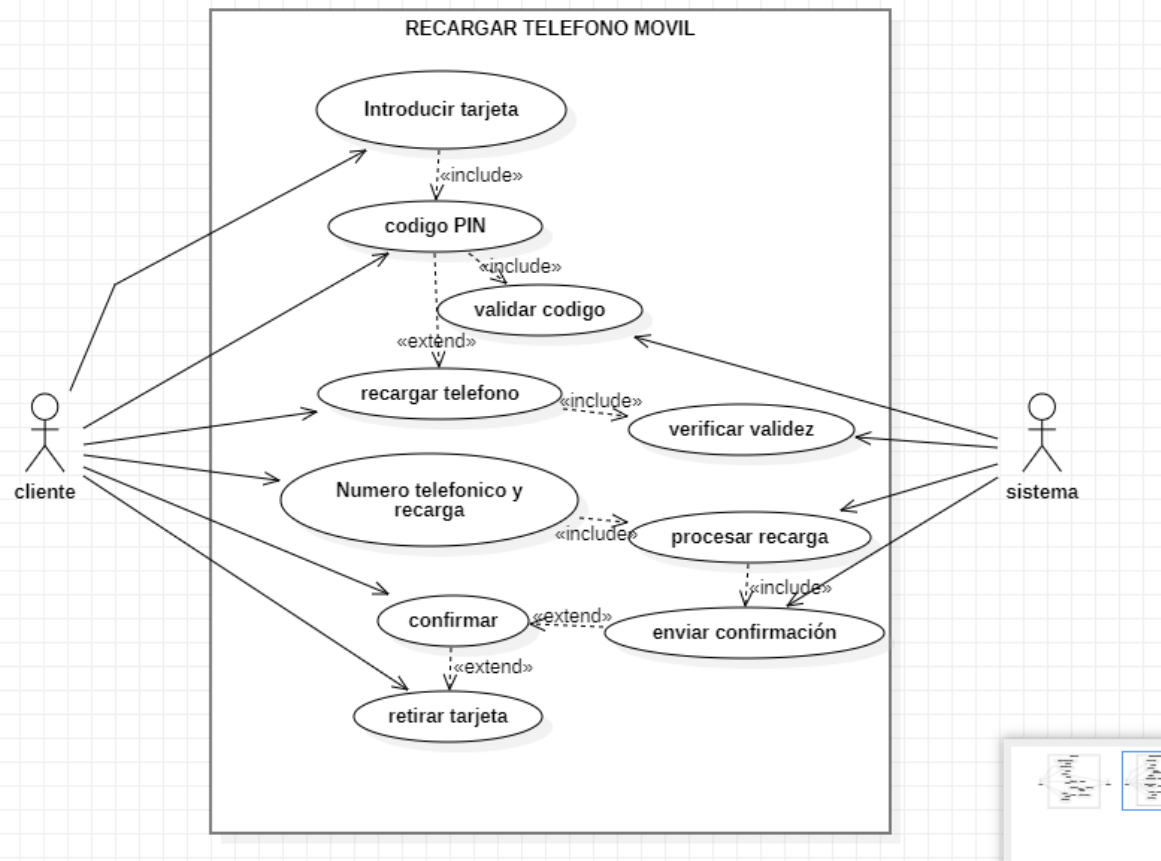 RECARGAR TELEFONO MOVIL
Introducir tarjeta
«include»
codigo PIN
«include»
validar codigo
«extend»
recargar telefono
«include»
verificar validez
cliente
sistema
Numero telefonico y
recarga
«include»
procesar recarga
«include»
confirmar
«extend»
enviar confirmación
«extend»
retirar tarjeta